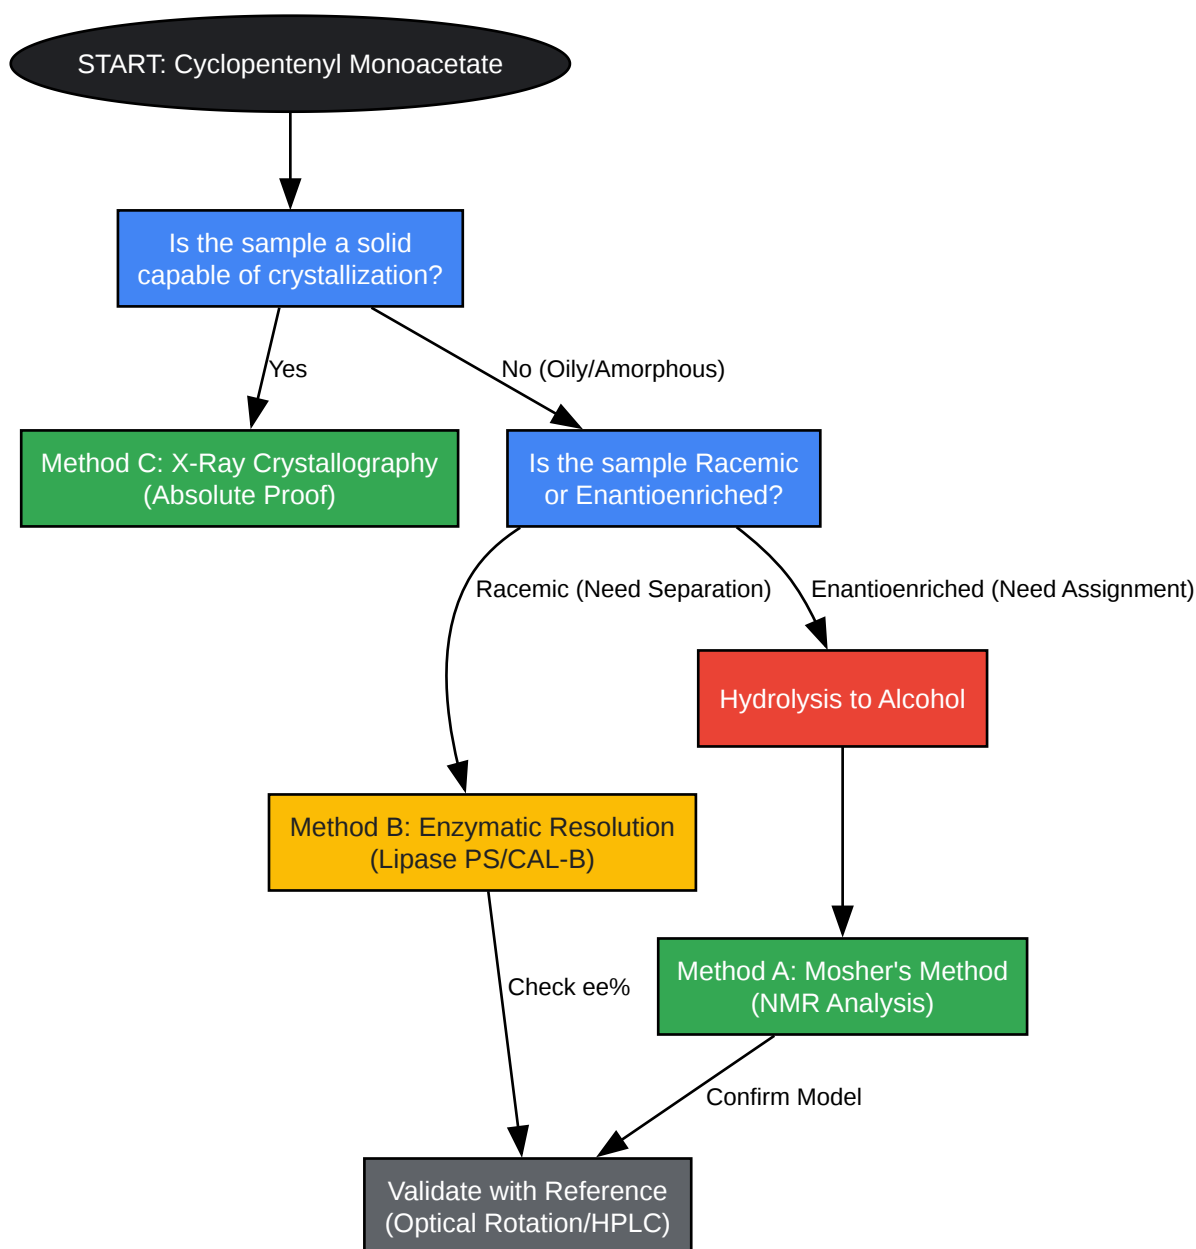 START: Cyclopentenyl Monoacetate
Is the sample a solid
capable of crystallization?
Yes
No (Oily/Amorphous)
Method C: X-Ray Crystallography
(Absolute Proof)
Is the sample Racemic
or Enantioenriched?
Racemic (Need Separation)
Enantioenriched (Need Assignment)
Hydrolysis to Alcohol
Method B: Enzymatic Resolution
(Lipase PS/CAL-B)
Method A: Mosher's Method
(NMR Analysis)
Check ee%
Confirm Model
Validate with Reference
(Optical Rotation/HPLC)